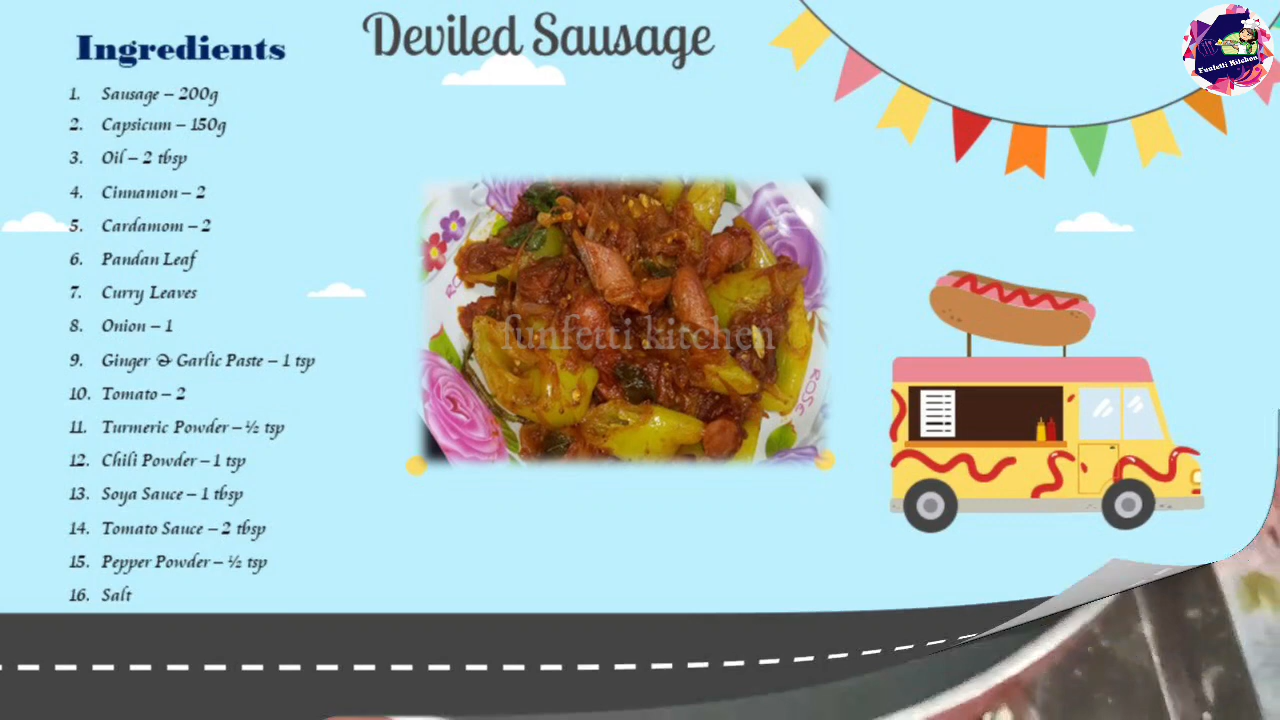 Deviled Sausage
Ingredients
1. Sausage – 200g
2. Capsicum – 150g
3. Oil – 2 tbsp
4. Cinnamon – 2
5. Cardamom – 2
6. Pandan Leaf
7. Curry Leaves
8. Onion – 1
9. Ginger & Garlic Paste – 1 tsp
10. Tomato – 2
11. Turmeric Powder – ½ tsp
12. Chili Powder – 1 tsp
13. Soya Sauce – 1 tbsp
14. Tomato Sauce – 2 tbsp
15. Pepper Powder – ½ tsp
16. Salt
funfetti kitchen
ROSE
Funfetti Kitchen